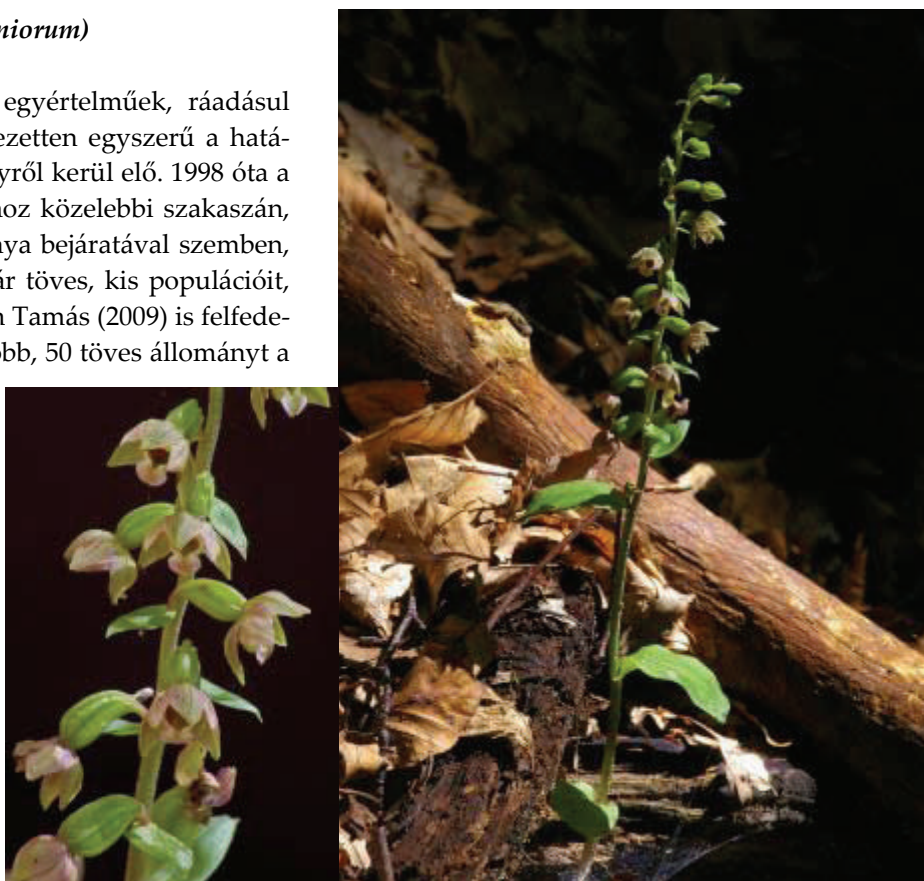 niorum)
egyértelműek, ráadásul
ezetten egyszerű a hatá-
yről kerül elő. 1998 óta a
hoz közelebbi szakaszán,
nya bejáratával szemben,
ár töves, kis populációit,
n Tamás (2009) is felfede-
obb, 50 töves állományt a